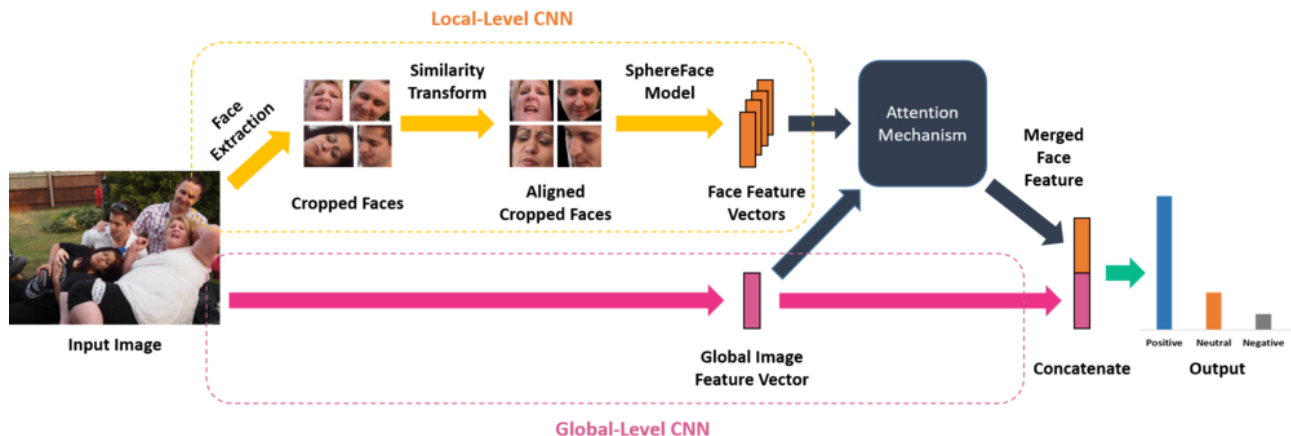 Local-Level CNN
Face
Extraction
Cropped Faces
Similarity
Transform
Aligned
Cropped Faces
SphereFace
Model
Face Feature
Vectors
Attention
Mechanism
Merged
Face
Feature
Input Image
Global Image
Feature Vector
Concatenate
Positive Neutral Negative
Output
Global-Level CNN